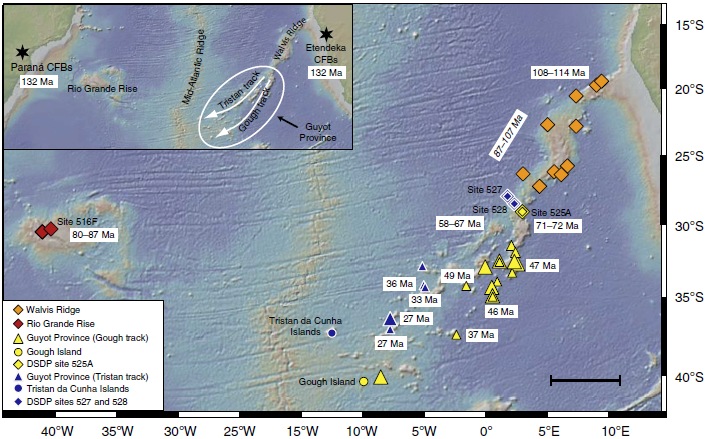 Paraná CFBs
132 Ma
Rio Grande Rise
Mid-Atlantic Ridge
Walvis Ridge
Etendeka
CFBs
132 Ma
Tristan track
Gough track
Guyot
Province
108–114 Ma
87–107 Ma
Site 527
Site 528
Site 525A
58–67 Ma
71–72 Ma
Site 516F
80–87 Ma
49 Ma
47 Ma
36 Ma
33 Ma
46 Ma
27 Ma
27 Ma
37 Ma
Tristan da Cunha
Islands
Gough Island
Walvis Ridge
Rio Grande Rise
Guyot Province (Gough track)
Gough Island
DSDP site 525A
Guyot Province (Tristan track)
Tristan da Cunha Islands
DSDP sites 527 and 528
15°S
20°S
25°S
30°S
35°S
40°S
40°W
35°W
30°W
25°W
20°W
15°W
10°W
5°W
0°
5°E
10°E